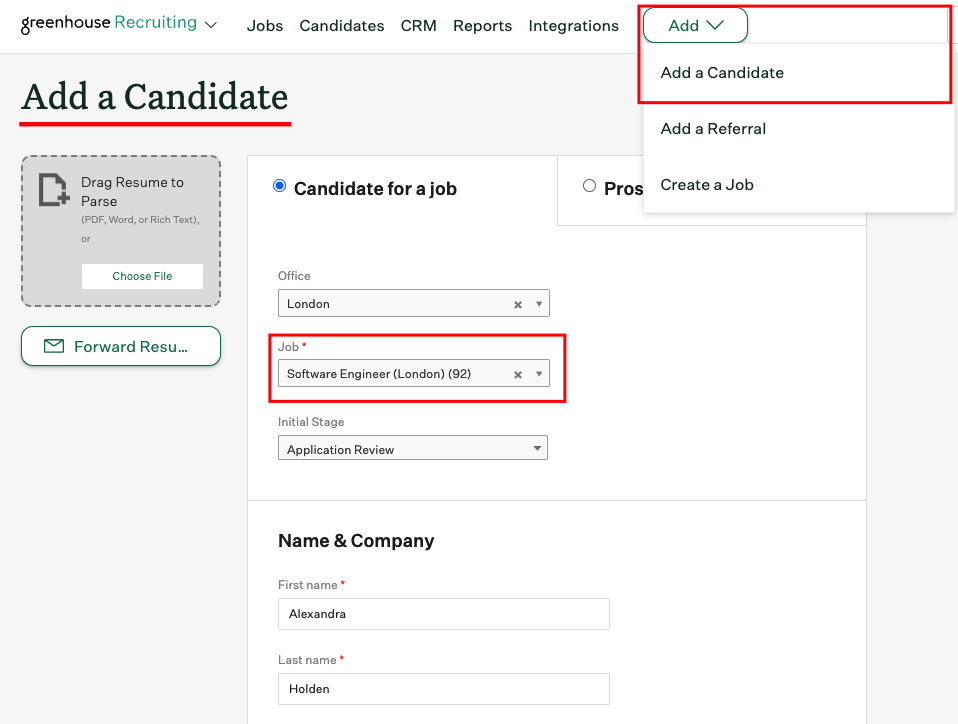 greenhouse Recruiting
Jobs Candidates CRM Reports Integrations Add
Add a Candidate
Add a Referral
Create a Job
Add a Candidate
Drag Resume to
Parse
(PDF, Word, or Rich Text),
or
Choose File
Forward Resu...
Candidate for a job
Pros
Office
London
Job *
Software Engineer (London) (92)
Initial Stage
Application Review
Name & Company
First name *
Alexandra
Last name *
Holden